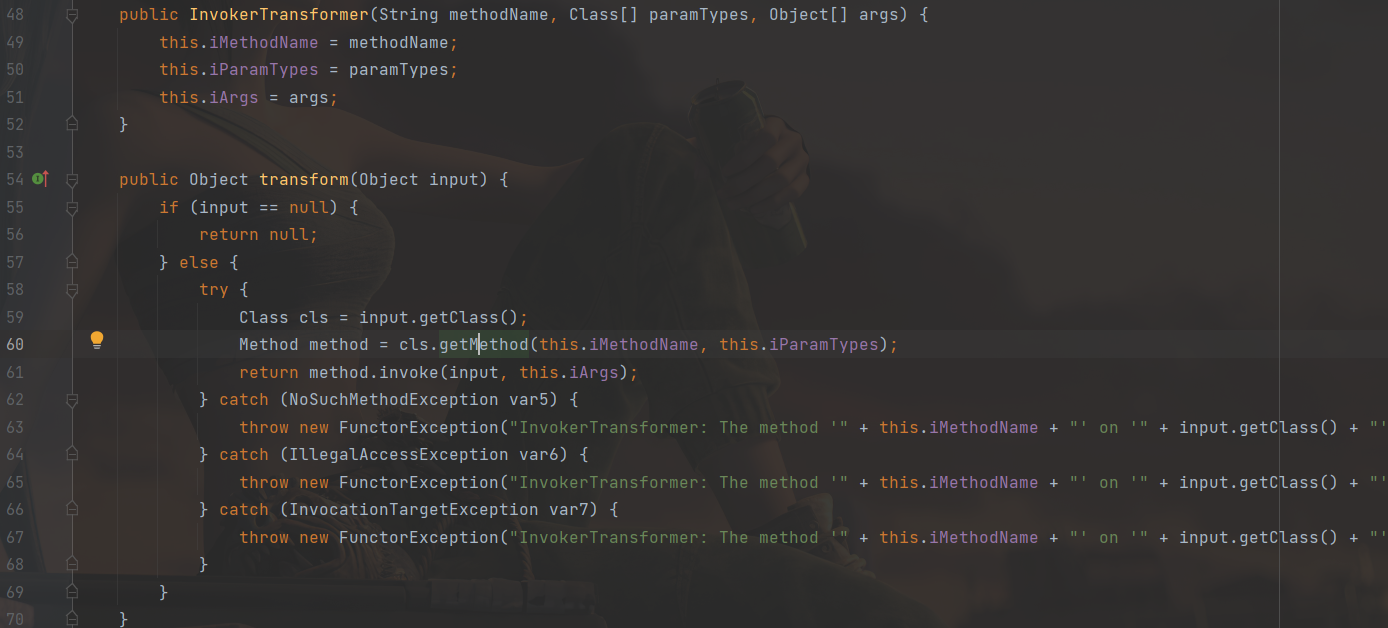 48 public InvokerTransformer(String methodName, Class[] paramTypes, Object[] args) {
49 this.iMethodName = methodName;
50 this.iParamTypes = paramTypes;
51 this.iArgs = args;
52 }
53
54 public Object transform(Object input) {
55 if (input == null) {
56 return null;
57 } else {
58 try {
59 Class cls = input.getClass();
60 Method method = cls.getMethod(this.iMethodName, this.iParamTypes);
61 return method.invoke(input, this.iArgs);
62 } catch (NoSuchMethodException var5) {
63 throw new FunctorException("InvokerTransformer: The method '" + this.iMethodName + "' on '" + input.getClass() + "'
64 } catch (IllegalAccessException var6) {
65 throw new FunctorException("InvokerTransformer: The method '" + this.iMethodName + "' on '" + input.getClass() + "'
66 } catch (InvocationTargetException var7) {
67 throw new FunctorException("InvokerTransformer: The method '" + this.iMethodName + "' on '" + input.getClass() + "'
68 }
69 }
70 }